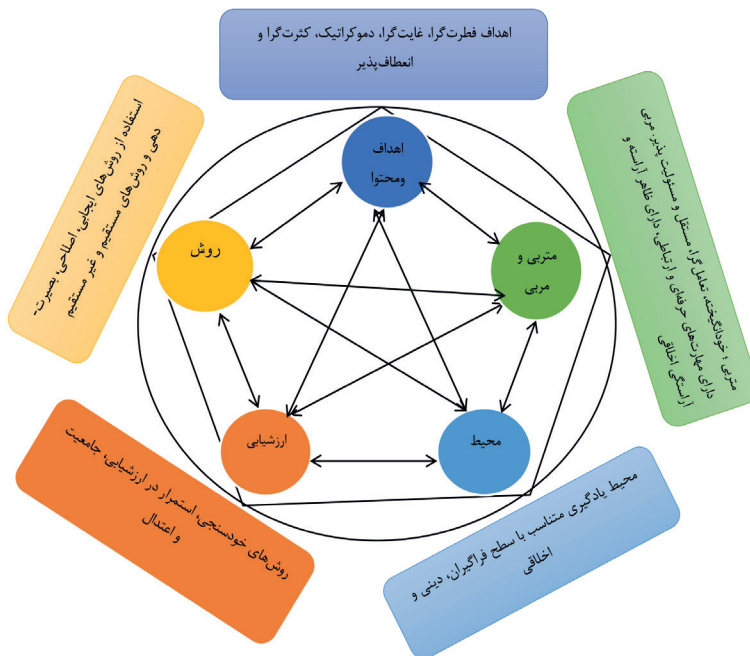 اهداف فطرت‌گرا، غایت‌گرا، دموکراتیک، کثرت‌گرا و
انعطاف‌پذیر
متربی ؛ خودانگیخته، تعامل گرا، مستقل و مسئولیت پذیر. مربی
دارای مهارت‌های حرفه‌ای و ارتباطی، دارای ظاهر آراسته و
آراستگی اخلاقی
محیط یادگیری متناسب با سطح فراگیران، دینی و
اخلاقی
روش‌های خودسنجی، استمرار در ارزشیابی، جامعیت
و اعتدال
استفاده از روش‌های ایجابی، اصلاحی، بصیرت-
دهی و روش‌های مستقیم و غیر مستقیم
اهداف
ومحتوا
متربی و
مربی
محیط
ارزشیابی
روش